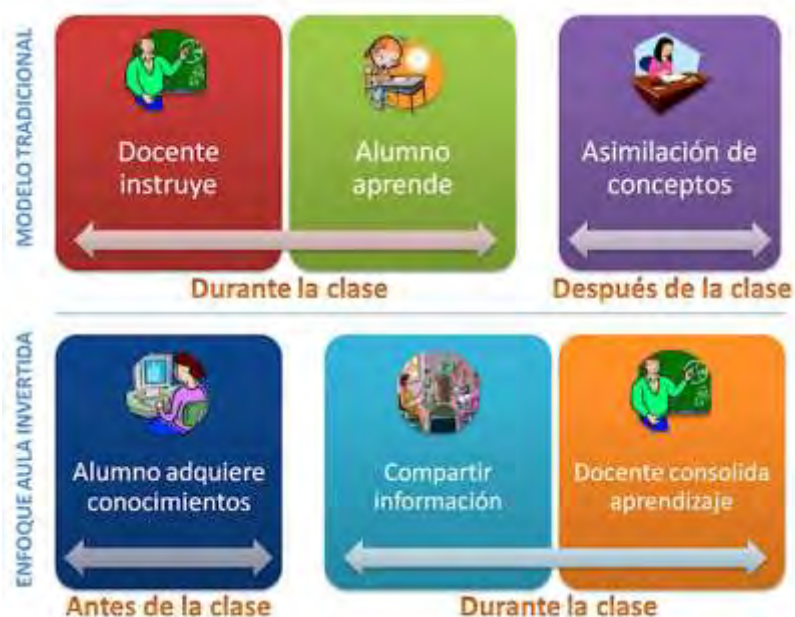 MODELO TRADICIONAL
Docente
instruye
Alumno
aprende
Asimilación de
conceptos
Durante la clase
Después de la clase
ENFOQUE AULA INVERTIDA
Alumno adquiere
conocimientos
Compartir
información
Docente consolida
aprendizaje
Antes de la clase
Durante la clase